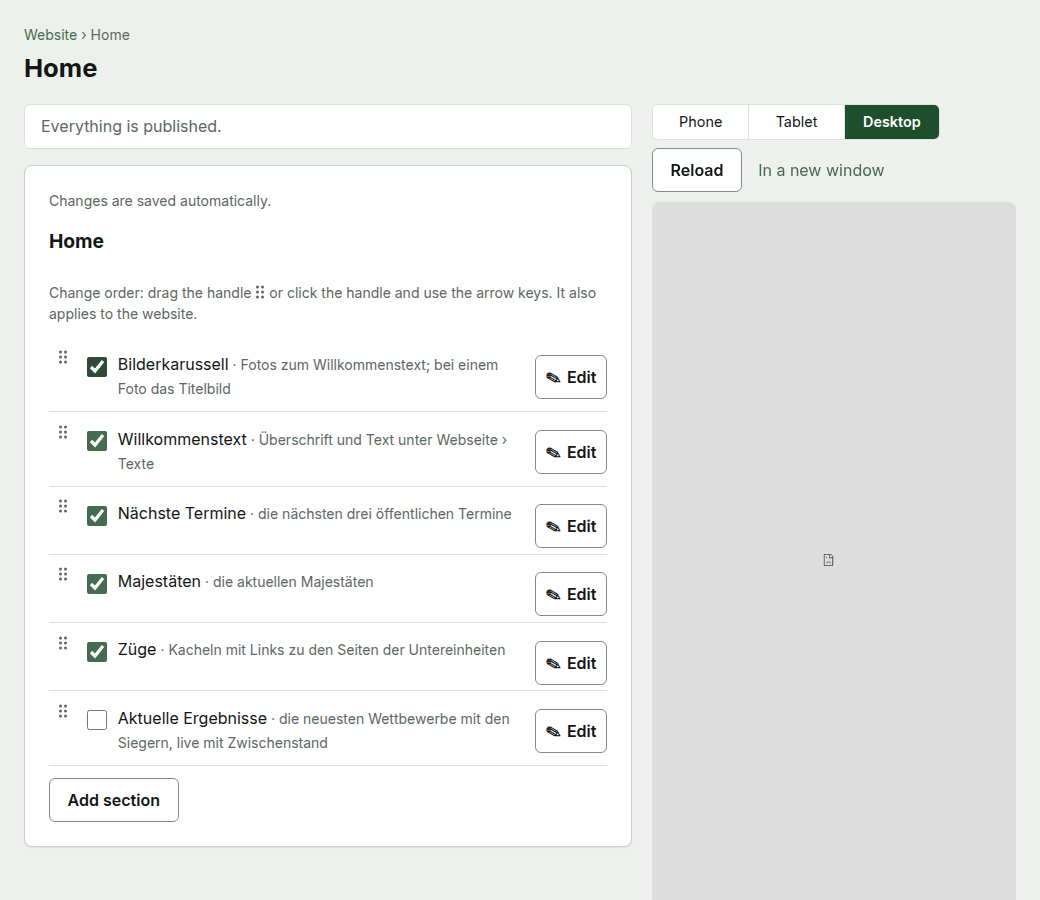 Website › Home
Home
Everything is published.
Changes are saved automatically.
Home
Change order: drag the handle ⠿ or click the handle and use the arrow keys. It also
applies to the website.
Bilderkarussell · Fotos zum Willkommenstext; bei einem
Foto das Titelbild
✎ Edit
Willkommenstext · Überschrift und Text unter Webseite ›
Texte
✎ Edit
Nächste Termine · die nächsten drei öffentlichen Termine
✎ Edit
Majestäten · die aktuellen Majestäten
✎ Edit
Züge · Kacheln mit Links zu den Seiten der Untereinheiten
✎ Edit
Aktuelle Ergebnisse · die neuesten Wettbewerbe mit den
Siegern, live mit Zwischenstand
✎ Edit
Add section
Phone Tablet Desktop
Reload In a new window